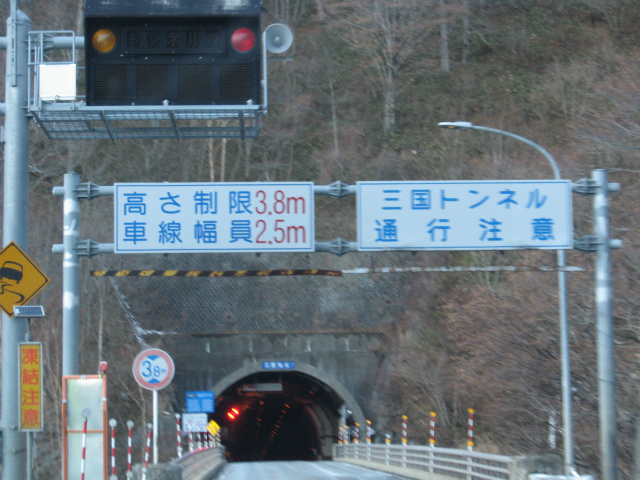 高さ制限3.8m
車線幅員2.5m
三国トンネル
通行注意
凍結注意
3.8m